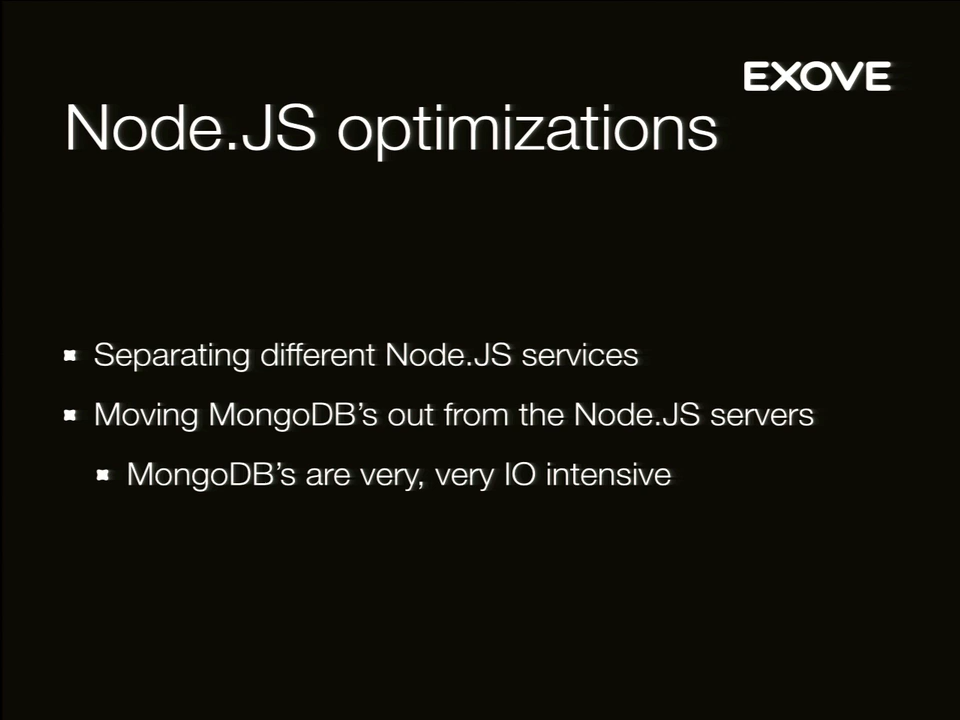 EXOVE
Node.JS optimizations
Separating different Node.JS services
Moving MongoDB’s out from the Node.JS servers
MongoDB’s are very, very IO intensive